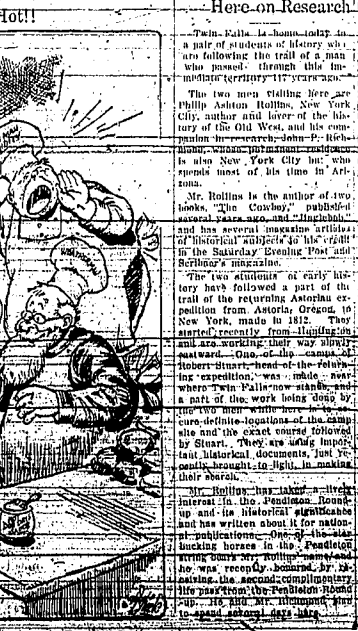 Hot!!
Here on Research
Twin Falls is home today to
a pair of students of history who
are following the trail of a man
who passed through this im-
mediate territory 117 years ago.
The two men visiting here are
Philip Ashton Rollins, New York
City, author and lover of the his-
tory of the Old West, and his com-
panion in research, John P. Rich-
mond, whose permanent residence
is also New York City but who
spends most of his time in Ari-
zona.
Mr. Rollins is the author of two
books, "The Cowboy," published
several years ago, and "Jinglebob,"
and has several magazine articles
of historical subjects to his credit
in the Saturday Evening Post and
Scribner's magazine.
The two students of early his-
tory have followed a part of the
trail of the returning Astorian ex-
pedition from Astoria, Oregon, to
New York, made in 1812. They
started recently from Huntington
and are working their way slowly
eastward. One of the camps of
Robert Stuart, head of the return-
ing expedition, was made near
where Twin Falls now stands, and
a part of the work being done by
the two men while here is to se-
cure definite locations of the camp
site and the exact course followed
by Stuart. They are using impor-
tant historical documents, just re-
cently brought to light, in making
their search.
Mr. Rollins has taken a lively
interest in the Pendleton Round-
up and its historical significance
and has written about it for nation-
al publications. One of the star
bucking horses in the Pendleton
string bears Mr. Rollins' name and
he was recently honored by re-
ceiving the second complimentary
life pass from the Pendleton Round
-up. He and Mr. Richmond plan
to spend several days here.